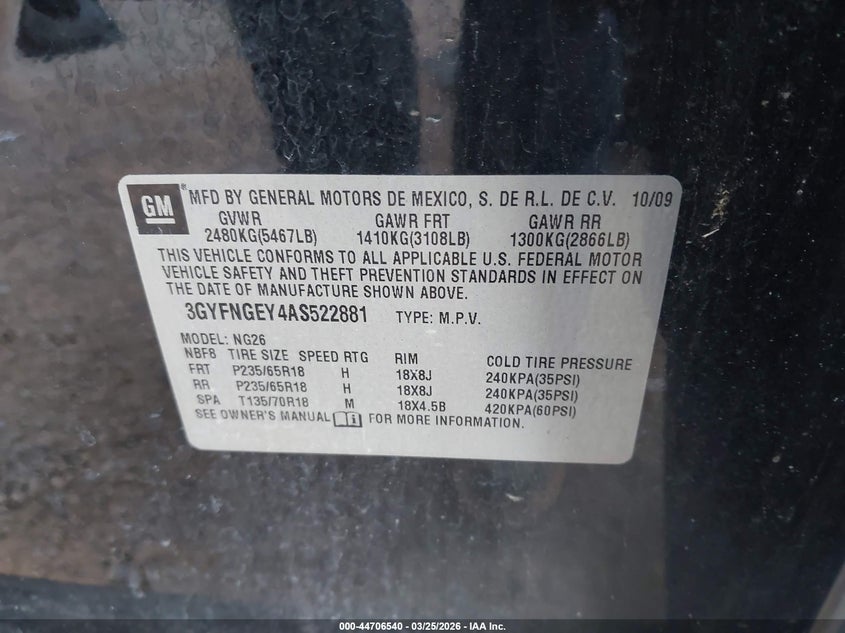 GM® MFD BY GENERAL MOTORS DE MEXICO, S. DE R.L. DE C.V. 10/09
GVWR GAWR FRT GAWR RR
2480KG(5467LB) 1410KG(3108LB) 1300KG(2866LB)
THIS VEHICLE CONFORMS TO ALL APPLICABLE U.S. FEDERAL MOTOR
VEHICLE SAFETY AND THEFT PREVENTION STANDARDS IN EFFECT ON
THE DATE OF MANUFACTURE SHOWN ABOVE.
3GYFNGEY4AS522881 TYPE: M.P.V.
MODEL: NG26
NBF8 TIRE SIZE SPEED RTG RIM COLD TIRE PRESSURE
FRT P235/65R18 H 18X8J 240KPA(35PSI)
RR P235/65R18 H 18X8J 240KPA(35PSI)
SPA T135/70R18 M 18X4.5B 420KPA(60PSI)
SEE OWNER'S MANUAL i FOR MORE INFORMATION.
000-44706540 | 03/25/2026 | IAA Inc.